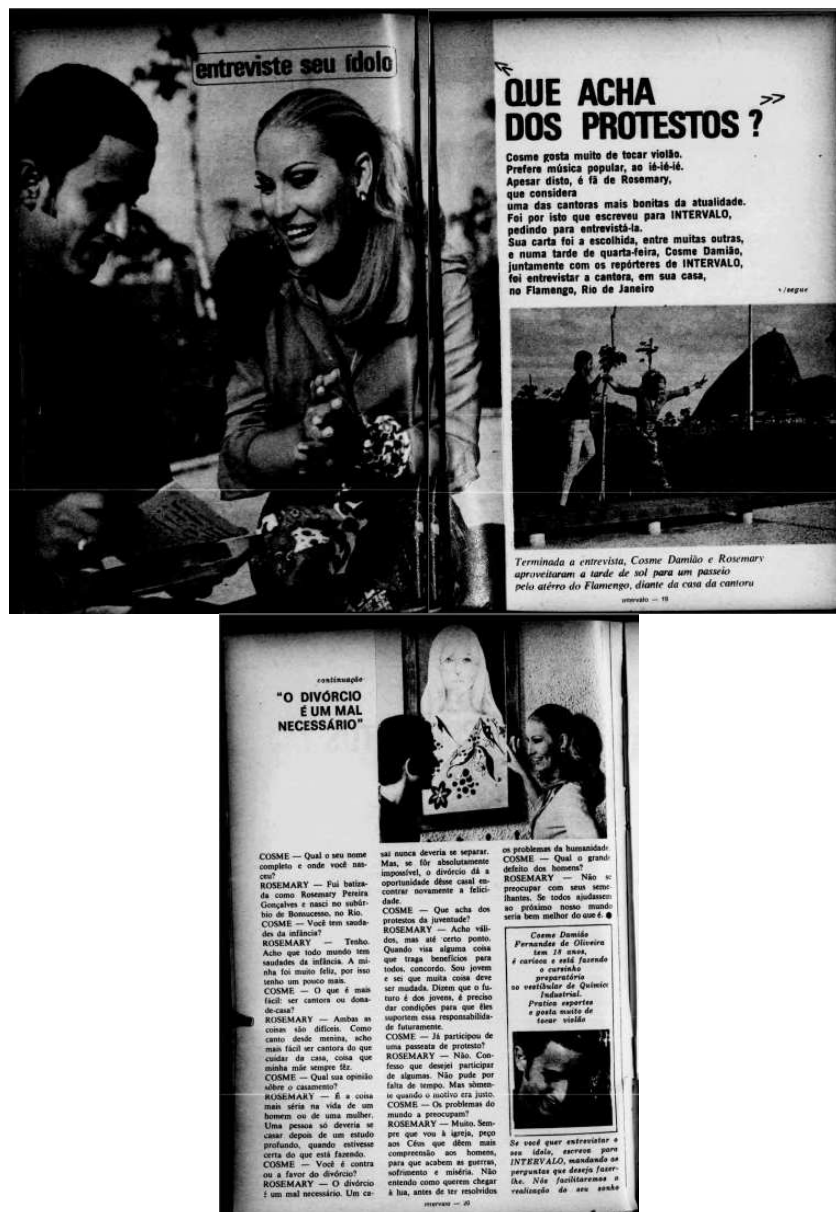 entreviste seu ídolo
QUE ACHA
DOS PROTESTOS ?
Cosme gosta muito de tocar violão.
Prefere música popular, ao ié-ié-ié.
Apesar disto, é fã de Rosemary,
que considera
uma das cantoras mais bonitas da atualidade.
Foi por isto que escreveu para INTERVALO,
pedindo para entrevistá-la.
Sua carta foi a escolhida, entre muitas outras,
e numa tarde de quarta-feira, Cosme Damião,
juntamente com os repórteres de INTERVALO,
foi entrevistar a cantora, em sua casa,
no Flamengo, Rio de Janeiro
/segue
Terminada a entrevista, Cosme Damião e Rosemary
aproveitaram a tarde de sol para um passeio
pelo atêrro do Flamengo, diante da casa da cantora
intervalo — 19
continuação
"O DIVÓRCIO
É UM MAL
NECESSÁRIO"
COSME — Qual o seu nome
completo e onde você nas-
ceu?
ROSEMARY — Fui batiza-
da como Rosemary Pereira
Gonçalves e nasci no subúr-
bio de Bonsucesso, no Rio.
COSME — Você tem sauda-
des da infância?
ROSEMARY — Tenho.
Acho que todo mundo tem
saudades da infância. A mi-
nha foi muito feliz, por isso
tenho um pouco mais.
COSME — O que é mais
fácil: ser cantora ou dona-
de-casa?
ROSEMARY — Ambas as
coisas são difíceis. Como
canto desde menina, acho
mais fácil ser cantora do que
cuidar da casa, coisa que
minha mãe sempre fêz.
COSME — Qual sua opinião
sôbre o casamento?
ROSEMARY — É a coisa
mais séria na vida de um
homem ou de uma mulher.
Uma pessoa só deveria se
casar depois de um estudo
profundo, quando estivesse
certa do que está fazendo.
COSME — Você é contra
ou a favor do divórcio?
ROSEMARY — O divórcio
é um mal necessário. Um ca-
sal nunca deveria se separar.
Mas, se fôr absolutamente
impossível, o divórcio dá a
oportunidade dêsse casal en-
contrar novamente a felici-
dade.
COSME — Que acha dos
protestos da juventude?
ROSEMARY — Acho váli-
dos, mas até certo ponto.
Quando visa alguma coisa
que traga benefícios para
todos, concordo. Sou jovem
e sei que muita coisa deve
ser mudada. Dizem que o fu-
turo é dos jovens, é preciso
dar condições para que êles
suportem essa responsabilida-
de futuramente.
COSME — Já participou de
uma passeata de protesto?
ROSEMARY — Não. Con-
fesso que desejei participar
de algumas. Não pude por
falta de tempo. Mas sòmen-
te quando o motivo era justo.
COSME — Os problemas do
mundo a preocupam?
ROSEMARY — Muito. Sem-
pre que vou à igreja, peço
aos Céus que dêem mais
compreensão aos homens,
para que acabem as guerras,
sofrimento e miséria. Não
entendo como querem chegar
à lua, antes de ter resolvidos
os problemas da humanidade
COSME — Qual o grande
defeito dos homens?
ROSEMARY — Não se
preocupar com seus seme-
lhantes. Se todos ajudassem
ao próximo nosso mundo
seria bem melhor do que é.
Cosme Damião
Fernandes de Oliveira
tem 18 anos,
é carioca e está fazendo
o cursinho
preparatório
ao vestibular de Química
Industrial.
Pratica esportes
e gosta muito de
tocar violão
Se você quer entrevistar o
seu ídolo, escreva para
INTERVALO, mandando as
perguntas que deseja fazer-
lhe. Nós facilitaremos a
realização do seu sonho
intervalo — 20